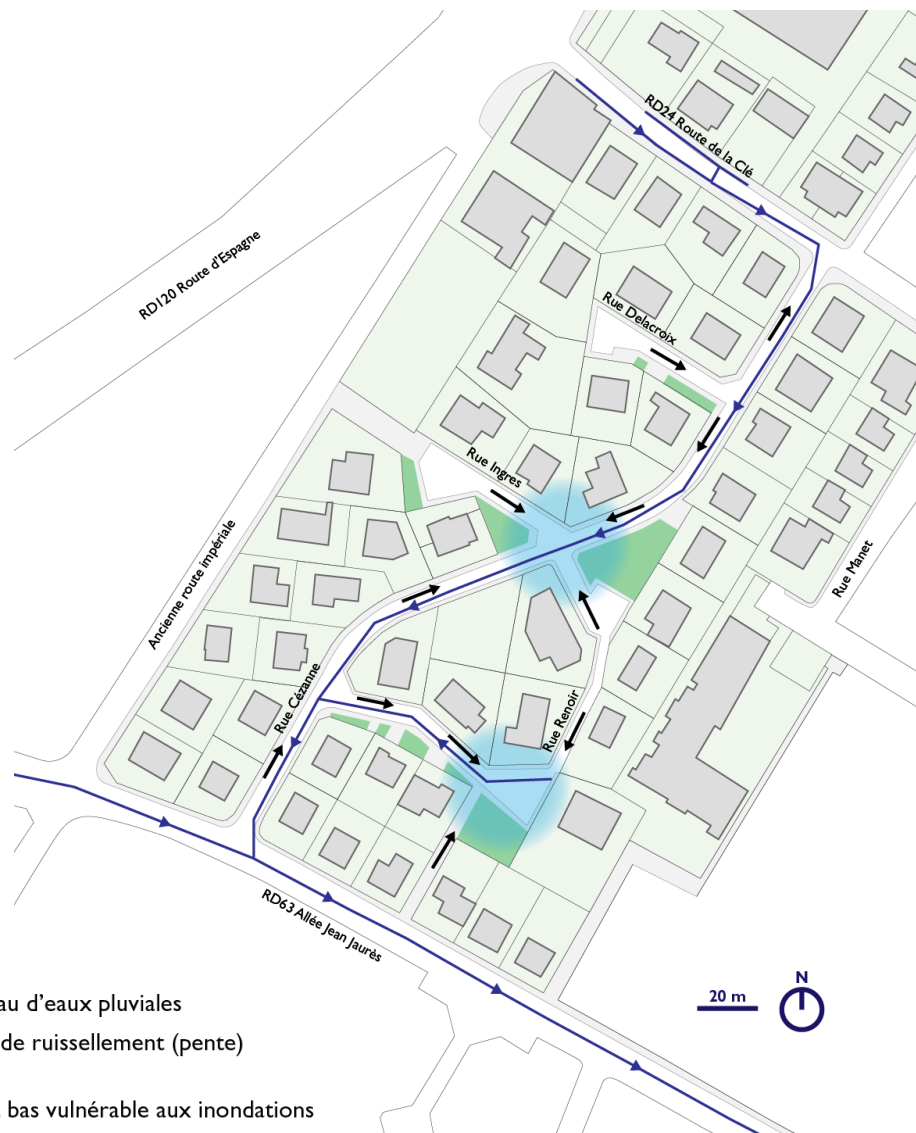 RD24 Route de la Clé
RD120 Route d'Espagne
Rue Delacroix
Rue Ingres
Ancienne route impériale
Rue Manet
Rue Cézanne
Rue Renoir
RD63 Allée Jean Jaurès
N
20 m
d'eaux pluviales
de ruissellement (pente)
bas vulnérable aux inondations